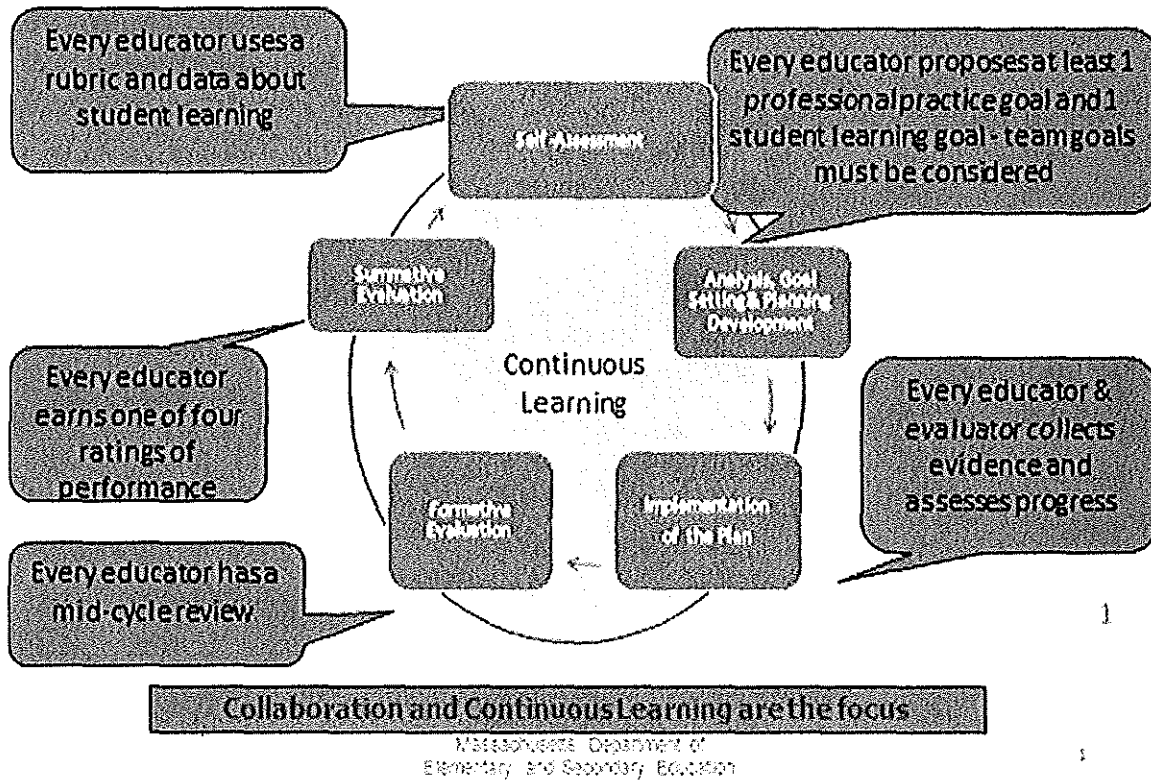 Every educator uses a
rubric and data about
student learning
Every educator proposes at least 1
professional practice goal and 1
student learning goal - team goals
must be considered
Self-Assessment
Summative
Evaluation
Analysis, Goal
Setting & Planning
Development
Continuous
Learning
Every educator
earns one of four
ratings of
performance
Every educator &
evaluator collects
evidence and
assesses progress
Formative
Evaluation
Implementation
of the Plan
Every educator has a
mid-cycle review
1
Collaboration and Continuous Learning are the focus
Massachusetts Department of
Elementary and Secondary Education
1